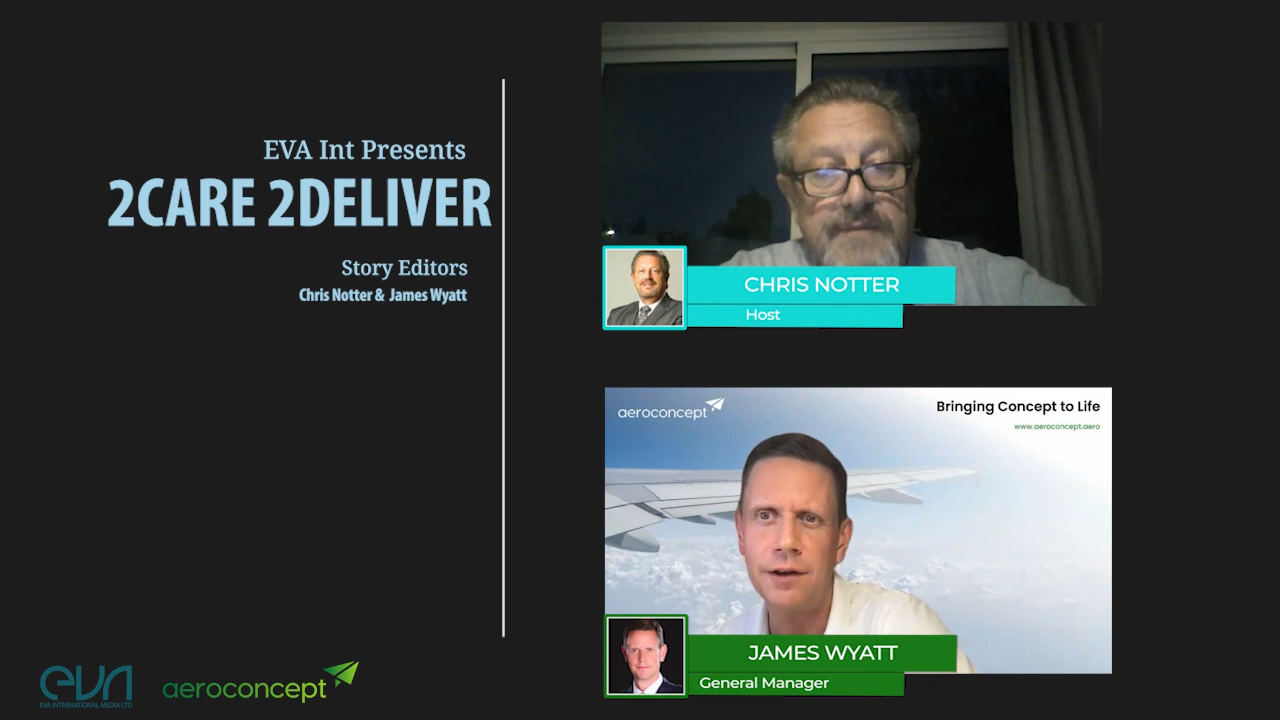 EVA Int Presents
2CARE 2DELIVER
Story Editors
Chris Notter & James Wyatt
CHRIS NOTTER
Host
aeroconcept
Bringing Concept to Life
www.aeroconcept.aero
JAMES WYATT
General Manager
eva
EVA INTERNATIONAL MEDIA LTD
aeroconcept